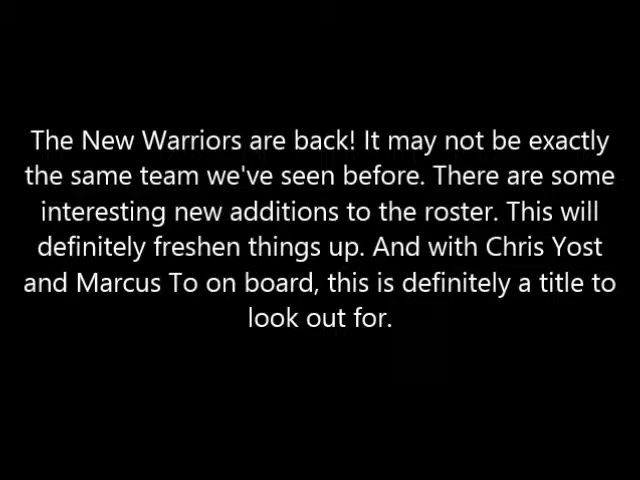 The New Warriors are back! It may not be exactly
the same team we've seen before. There are some
interesting new additions to the roster. This will
definitely freshen things up. And with Chris Yost
and Marcus To on board, this is definitely a title to
look out for.